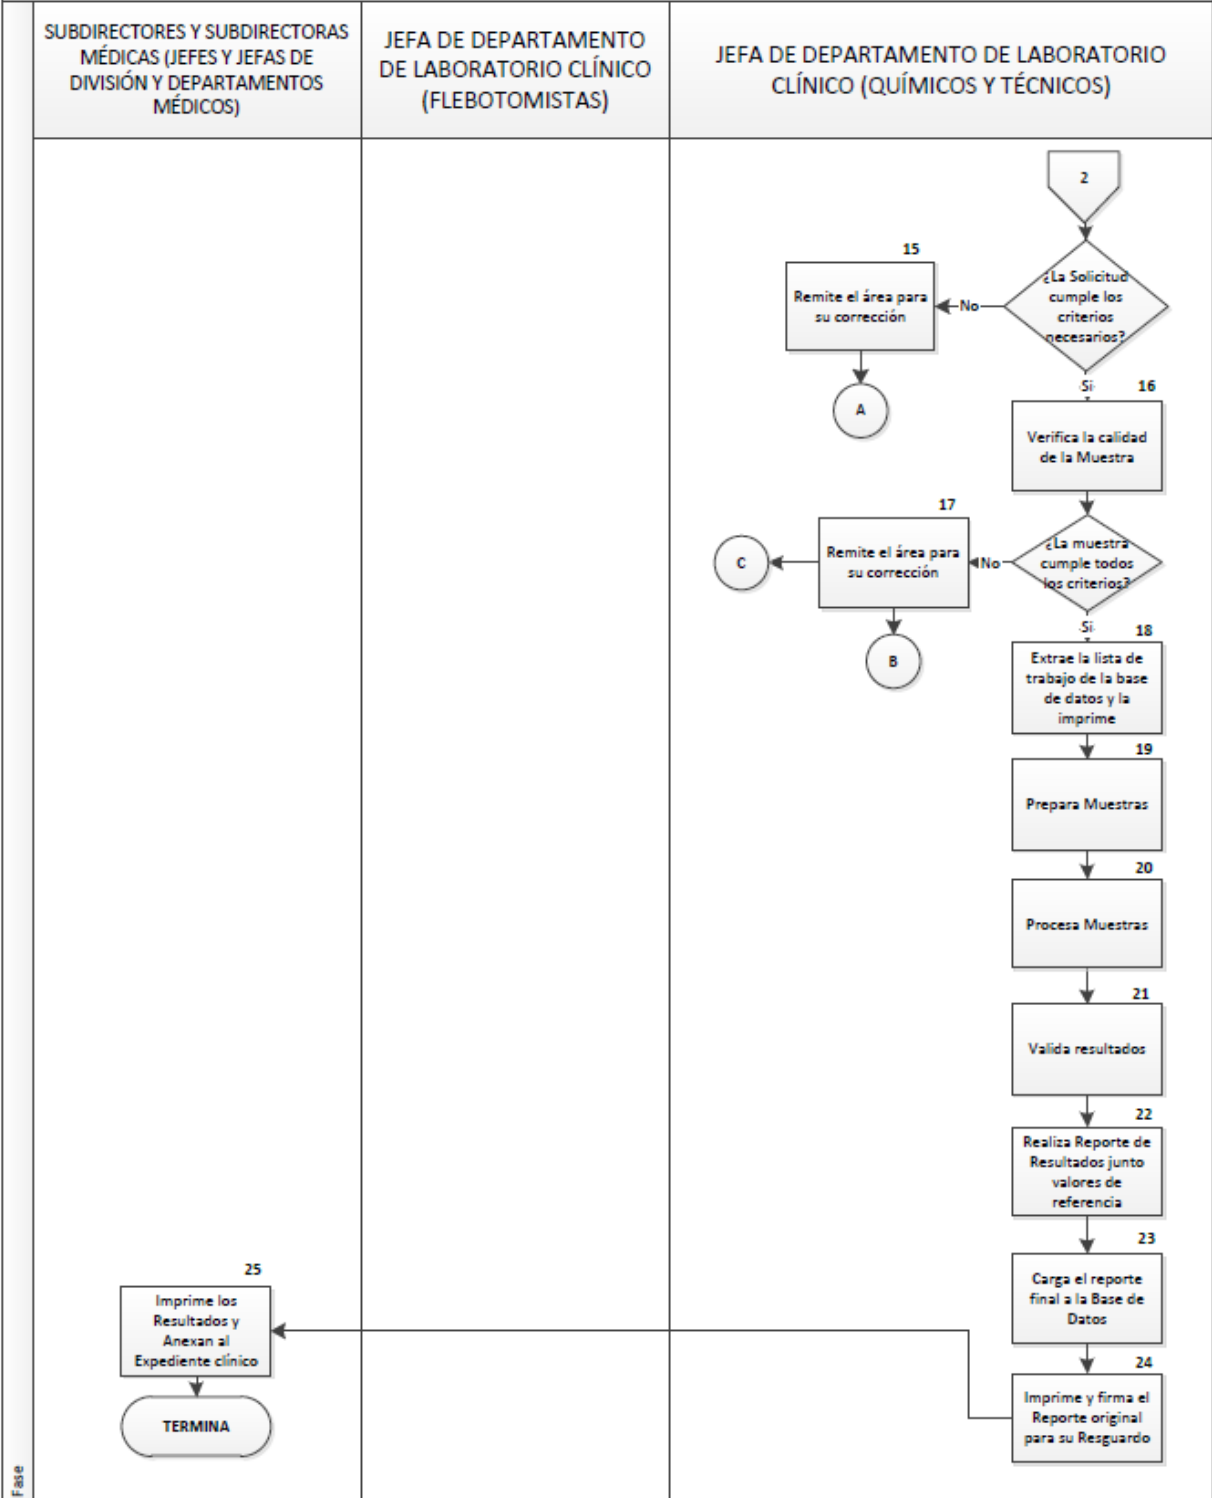 SUBDIRECTORES Y SUBDIRECTORAS
MÉDICAS (JEFES Y JEFAS DE
DIVISIÓN Y DEPARTAMENTOS
MÉDICOS)
JEFA DE DEPARTAMENTO
DE LABORATORIO CLÍNICO
(FLEBOTOMISTAS)
JEFA DE DEPARTAMENTO DE LABORATORIO
CLÍNICO (QUÍMICOS Y TÉCNICOS)
2
¿La Solicitud
cumple los
criterios
necesarios?
No
15
Remite el área para
su corrección
A
Si
16
Verifica la calidad
de la Muestra
¿La muestra
cumple todos
los criterios?
No
17
Remite el área para
su corrección
C
B
Si
18
Extrae la lista de
trabajo de la base
de datos y la
imprime
19
Prepara Muestras
20
Procesa Muestras
21
Valida resultados
22
Realiza Reporte de
Resultados junto
valores de
referencia
23
Carga el reporte
final a la Base de
Datos
24
Imprime y firma el
Reporte original
para su Resguardo
25
Imprime los
Resultados y
Anexan al
Expediente clínico
TERMINA
Fase